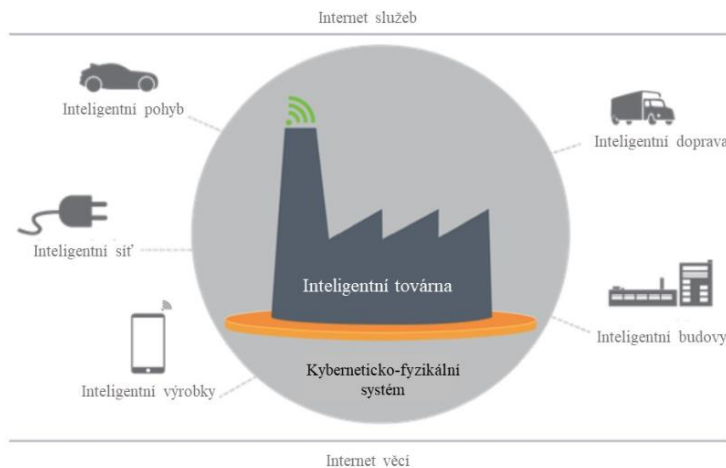 Internet služeb
Inteligentní pohyb
Inteligentní doprava
Inteligentní síť
Inteligentní továrna
Inteligentní budovy
Inteligentní výrobky
Kyberneticko-fyzikální
systém
Internet věcí